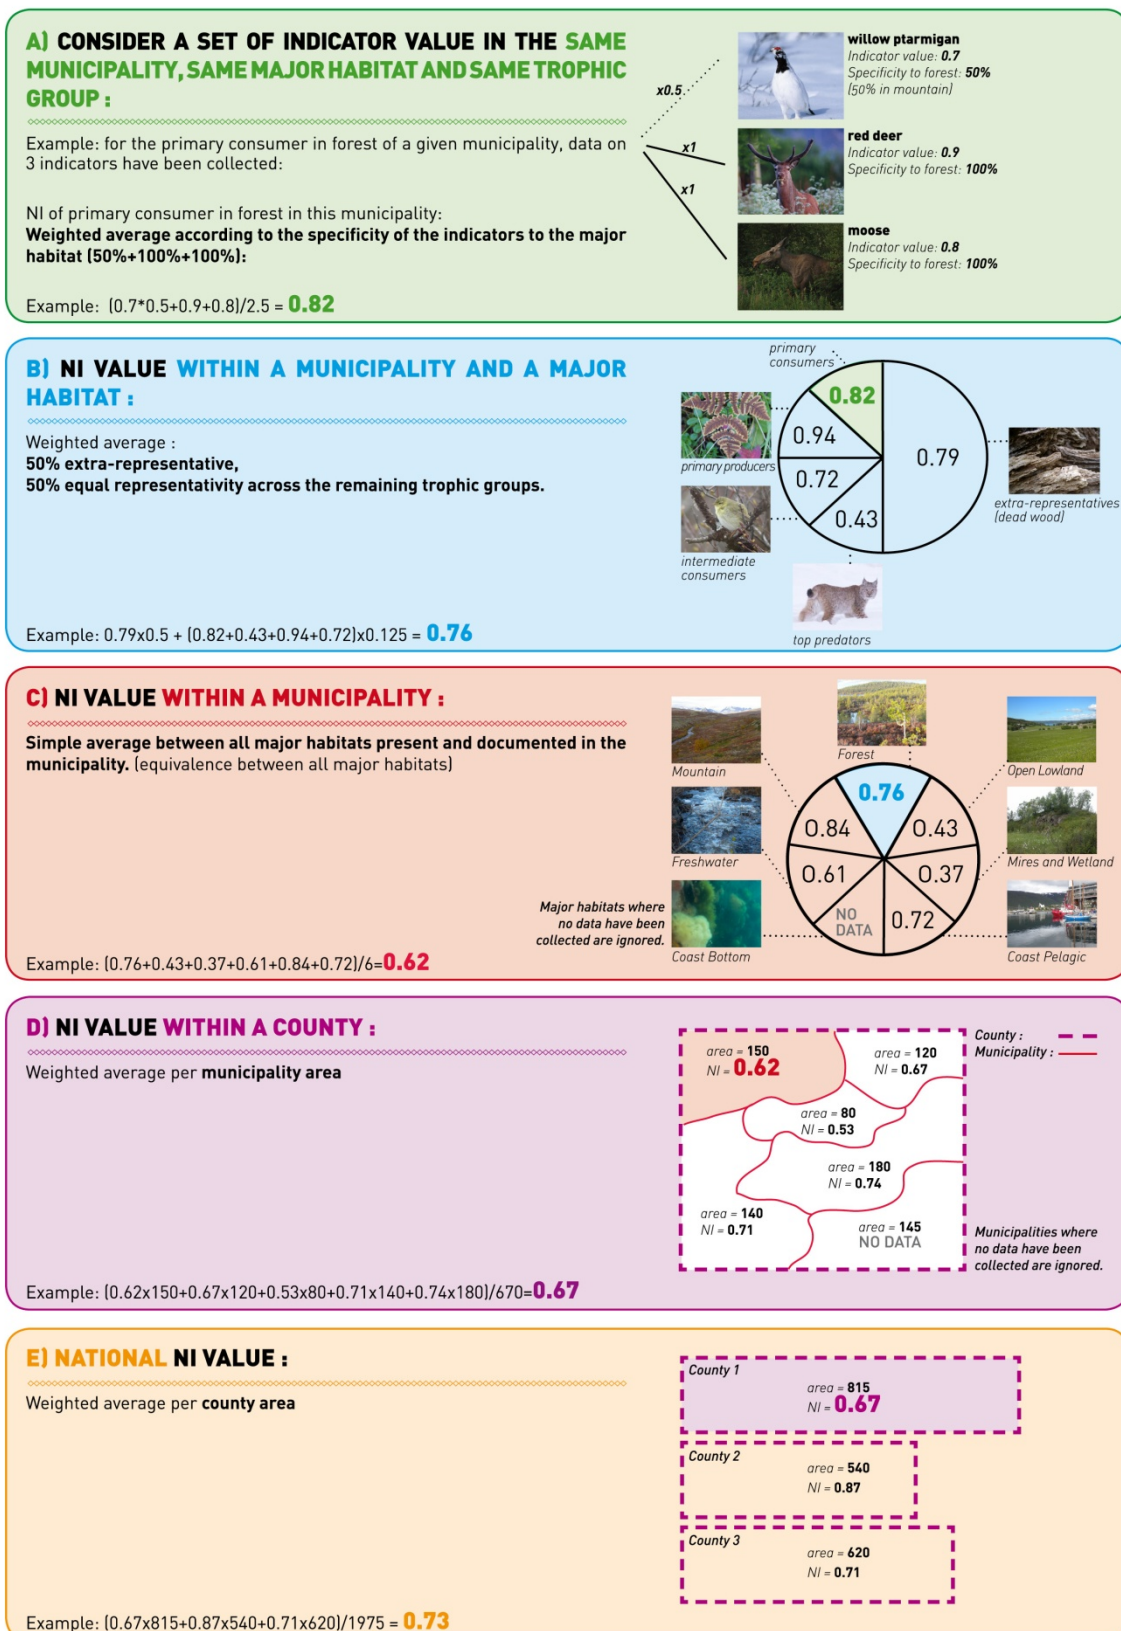 A) CONSIDER A SET OF INDICATOR VALUE IN THE SAME
MUNICIPALITY, SAME MAJOR HABITAT AND SAME TROPHIC
GROUP :
Example: for the primary consumer in forest of a given municipality, data on
3 indicators have been collected:
NI of primary consumer in forest in this municipality:
Weighted average according to the specificity of the indicators to the major
habitat (50%+100%+100%):
Example: (0.7*0.5+0.9+0.8)/2.5 = 0.82
x0.5
x1
x1
willow ptarmigan
Indicator value: 0.7
Specificity to forest: 50%
(50% in mountain)
red deer
Indicator value: 0.9
Specificity to forest: 100%
moose
Indicator value: 0.8
Specificity to forest: 100%
B) NI VALUE WITHIN A MUNICIPALITY AND A MAJOR
HABITAT :
Weighted average :
50% extra-representative,
50% equal representativity across the remaining trophic groups.
Example: 0.79x0.5 + (0.82+0.43+0.94+0.72)x0.125 = 0.76
primary
consumers
0.82
0.94
0.79
0.72
0.43
primary producers
extra-representatives
(dead wood)
intermediate
consumers
top predators
C) NI VALUE WITHIN A MUNICIPALITY :
Simple average between all major habitats present and documented in the
municipality. (equivalence between all major habitats)
Major habitats where
no data have been
collected are ignored.
Example: (0.76+0.43+0.37+0.61+0.84+0.72)/6=0.62
Mountain
Forest
Open Lowland
0.76
0.84
0.43
Freshwater
0.61
0.37
Mires and Wetland
NO
DATA
0.72
Coast Bottom
Coast Pelagic
D) NI VALUE WITHIN A COUNTY :
Weighted average per municipality area
Example: (0.62x150+0.67x120+0.53x80+0.71x140+0.74x180)/670=0.67
area = 150
NI = 0.62
area = 120
NI = 0.67
area = 80
NI = 0.53
area = 180
NI = 0.74
area = 140
NI = 0.71
area = 145
NO DATA
County :
Municipality :
Municipalities where
no data have been
collected are ignored.
E) NATIONAL NI VALUE :
Weighted average per county area
Example: (0.67x815+0.87x540+0.71x620)/1975 = 0.73
County 1
area = 815
NI = 0.67
County 2
area = 540
NI = 0.87
County 3
area = 620
NI = 0.71